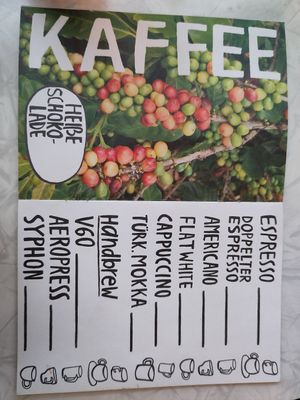 KAFFEE
HEIßE
SCHOKO-
LADE
ESPRESSO
DOPPELTER
ESPRESSO
AMERICANO
FLAT WHITE
CAPPUCCINO
TÜRK. MOKKA
Handbrew
V60
AEROPRESS
SYPHON